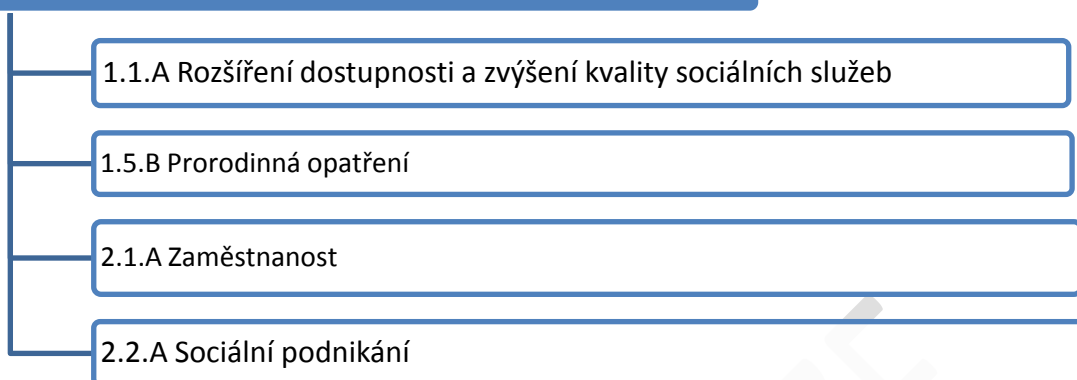 1.1.A Rozšíření dostupnosti a zvýšení kvality sociálních služeb
1.5.B Prorodinná opatření
2.1.A Zaměstnanost
2.2.A Sociální podnikání